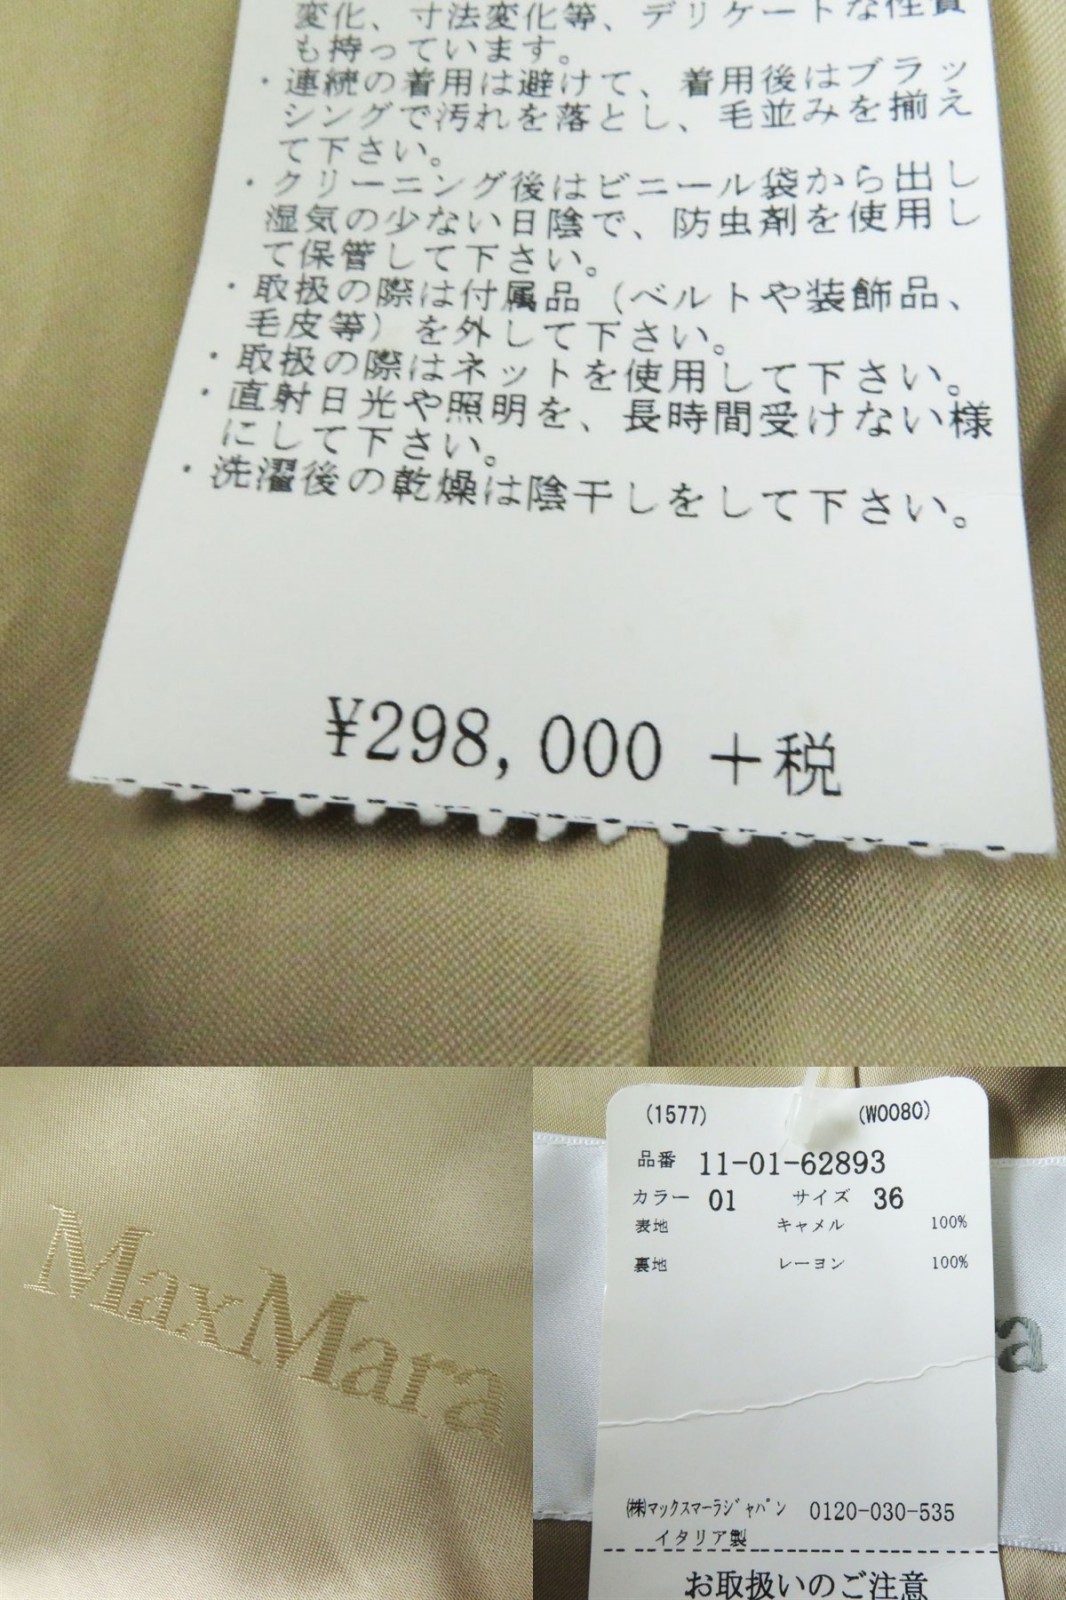 変化、寸法変化等、デリケートな性質
も持っています。
・連続の着用は避けて、着用後はブラッ
シングで汚れを落とし、毛並みを揃え
て下さい。
・クリーニング後はビニール袋から出し
湿気の少ない日陰で、防虫剤を使用し
て保管して下さい。
・取扱の際は付属品（ベルトや装飾品、
毛皮等）を外して下さい。
・取扱の際はネットを使用して下さい。
・直射日光や照明を、長時間受けない様
にして下さい。
・洗濯後の乾燥は陰干しをして下さい。
¥298,000 +税
MaxMara
(1577) (W0080)
品番 11-01-62893
カラー 01 サイズ 36
表地 キャメル 100%
裏地 レーヨン 100%
ra
㈱マックスマーラジャパン 0120-030-535
イタリア製
お取扱いのご注意